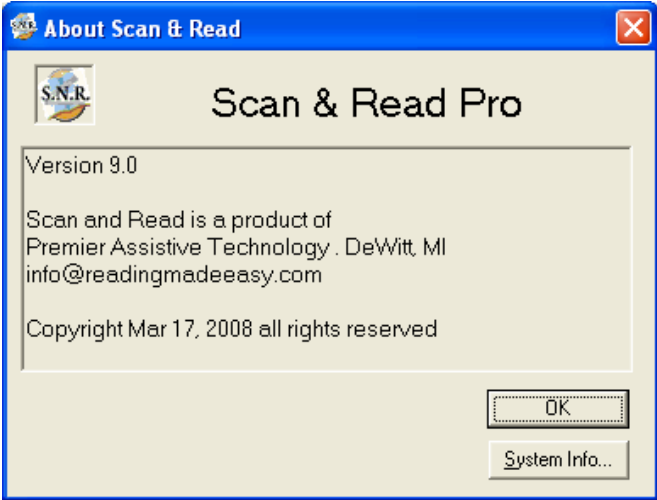 About Scan & Read
S.N.R.
Scan & Read Pro
Version 9.0
Scan and Read is a product of
Premier Assistive Technology . DeWitt, MI
info@readingmadeeasy.com
Copyright Mar 17, 2008 all rights reserved
OK
System Info...